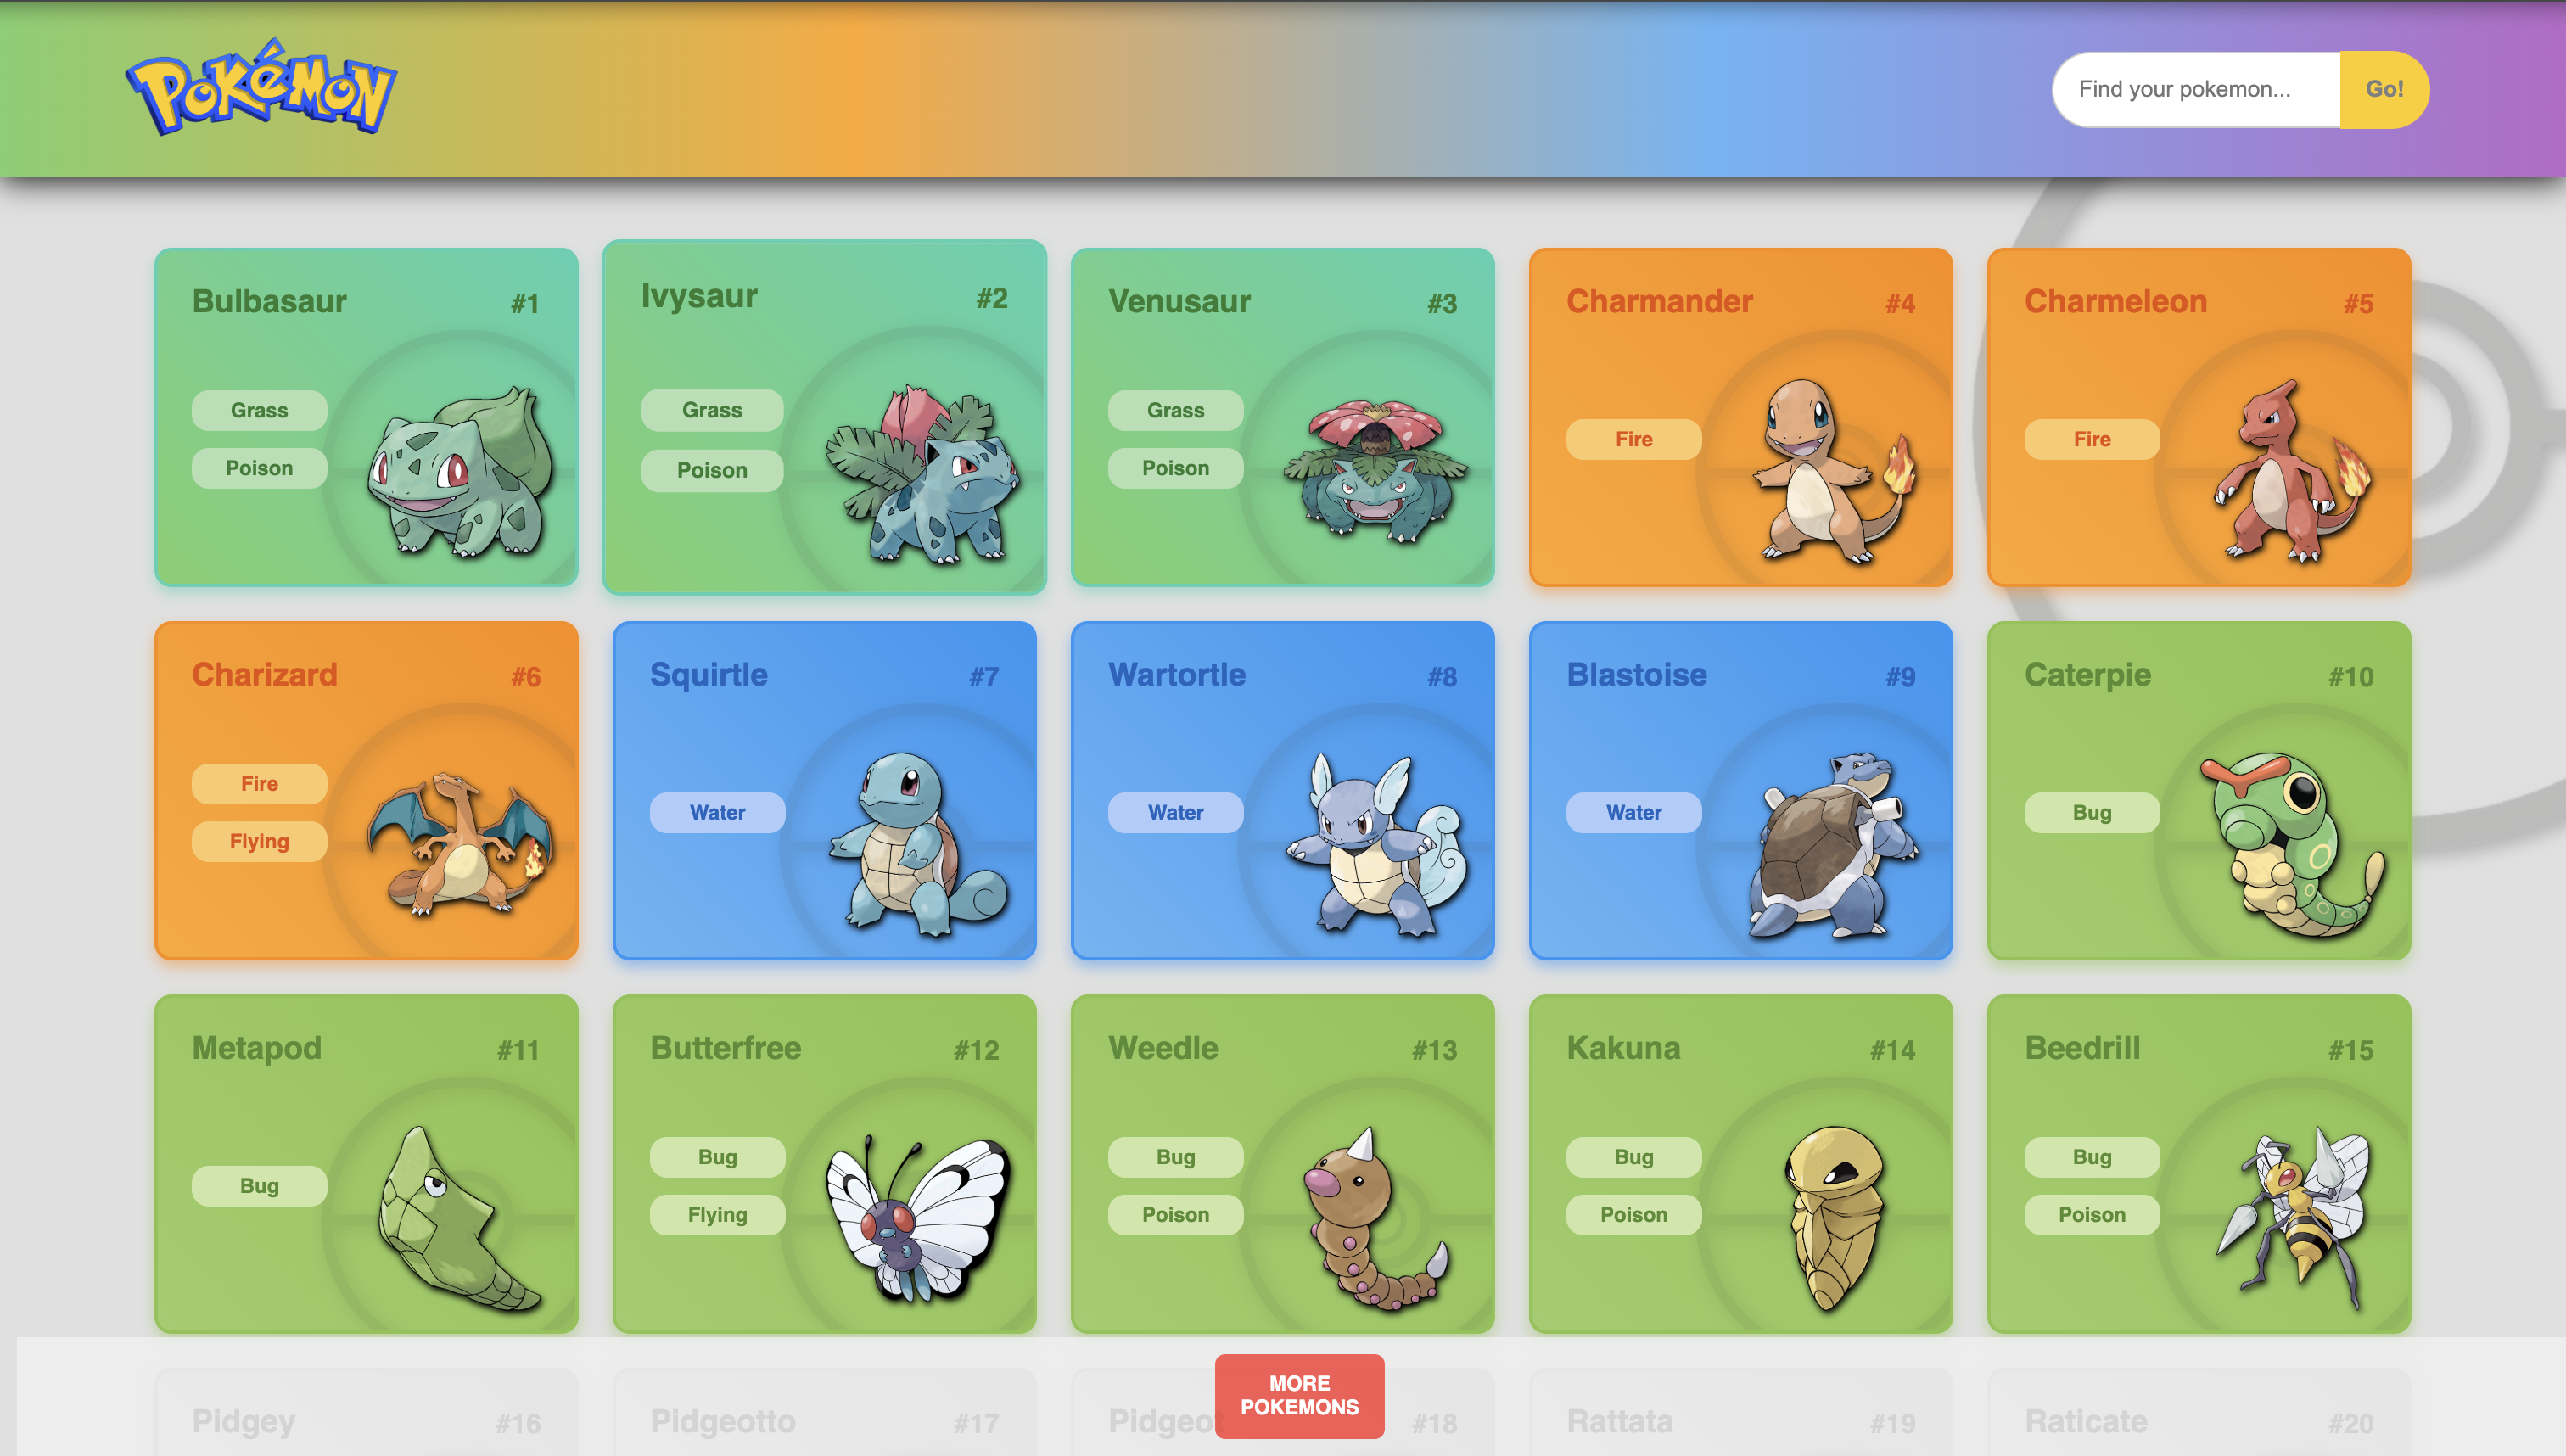 Pokémon
Find your pokemon...
Go!
Bulbasaur #1
Grass
Poison
Ivysaur #2
Grass
Poison
Venusaur #3
Grass
Poison
Charmander #4
Fire
Charmeleon #5
Fire
Charizard #6
Fire
Flying
Squirtle #7
Water
Wartortle #8
Water
Blastoise #9
Water
Caterpie #10
Bug
Metapod #11
Bug
Butterfree #12
Bug
Flying
Weedle #13
Bug
Poison
Kakuna #14
Bug
Poison
Beedrill #15
Bug
Poison
MORE
POKEMONS
Pidgey #16
Pidgeotto #17
#18
Rattata #19
Raticate #20